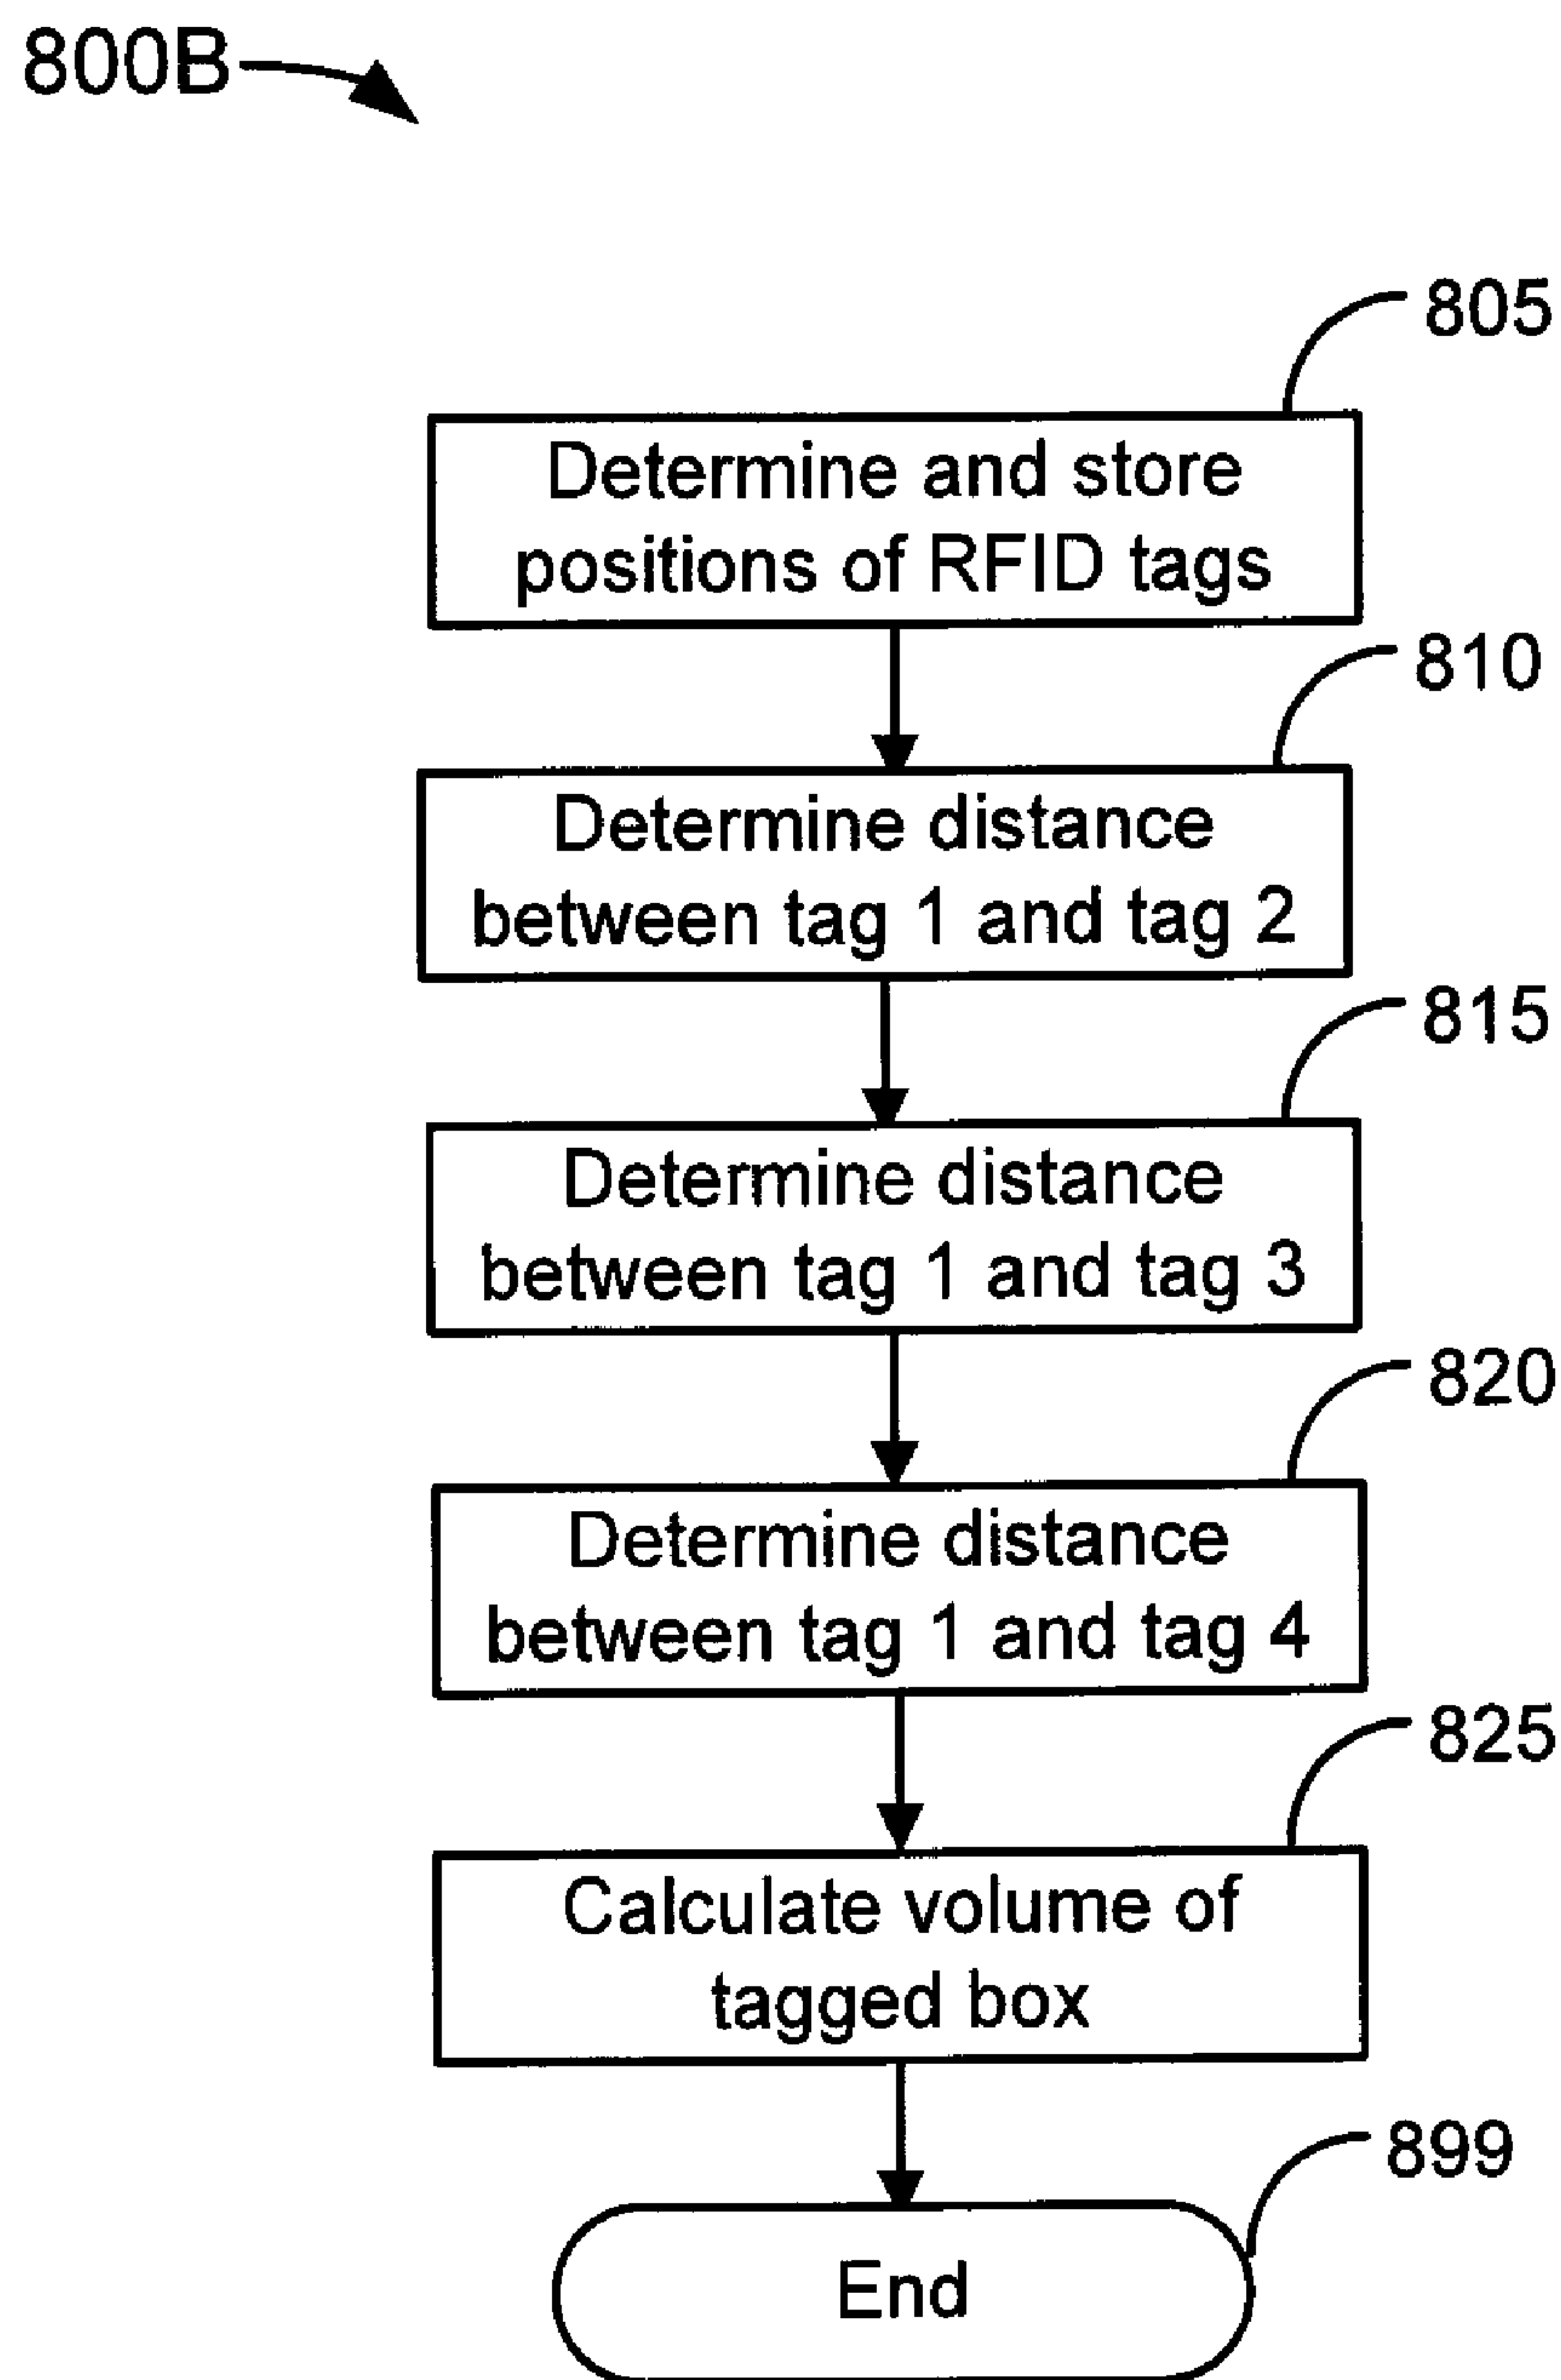 800B
805
Determine and store
positions of RFID tags
810
Determine distance
between tag 1 and tag 2
815
Determine distance
between tag 1 and tag 3
820
Determine distance
between tag 1 and tag 4
825
Calculate volume of
tagged box
899
End